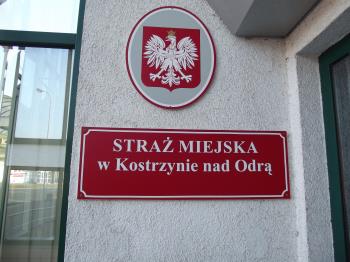 STRAŻ MIEJSKA
w Kostrzynie nad Odrą